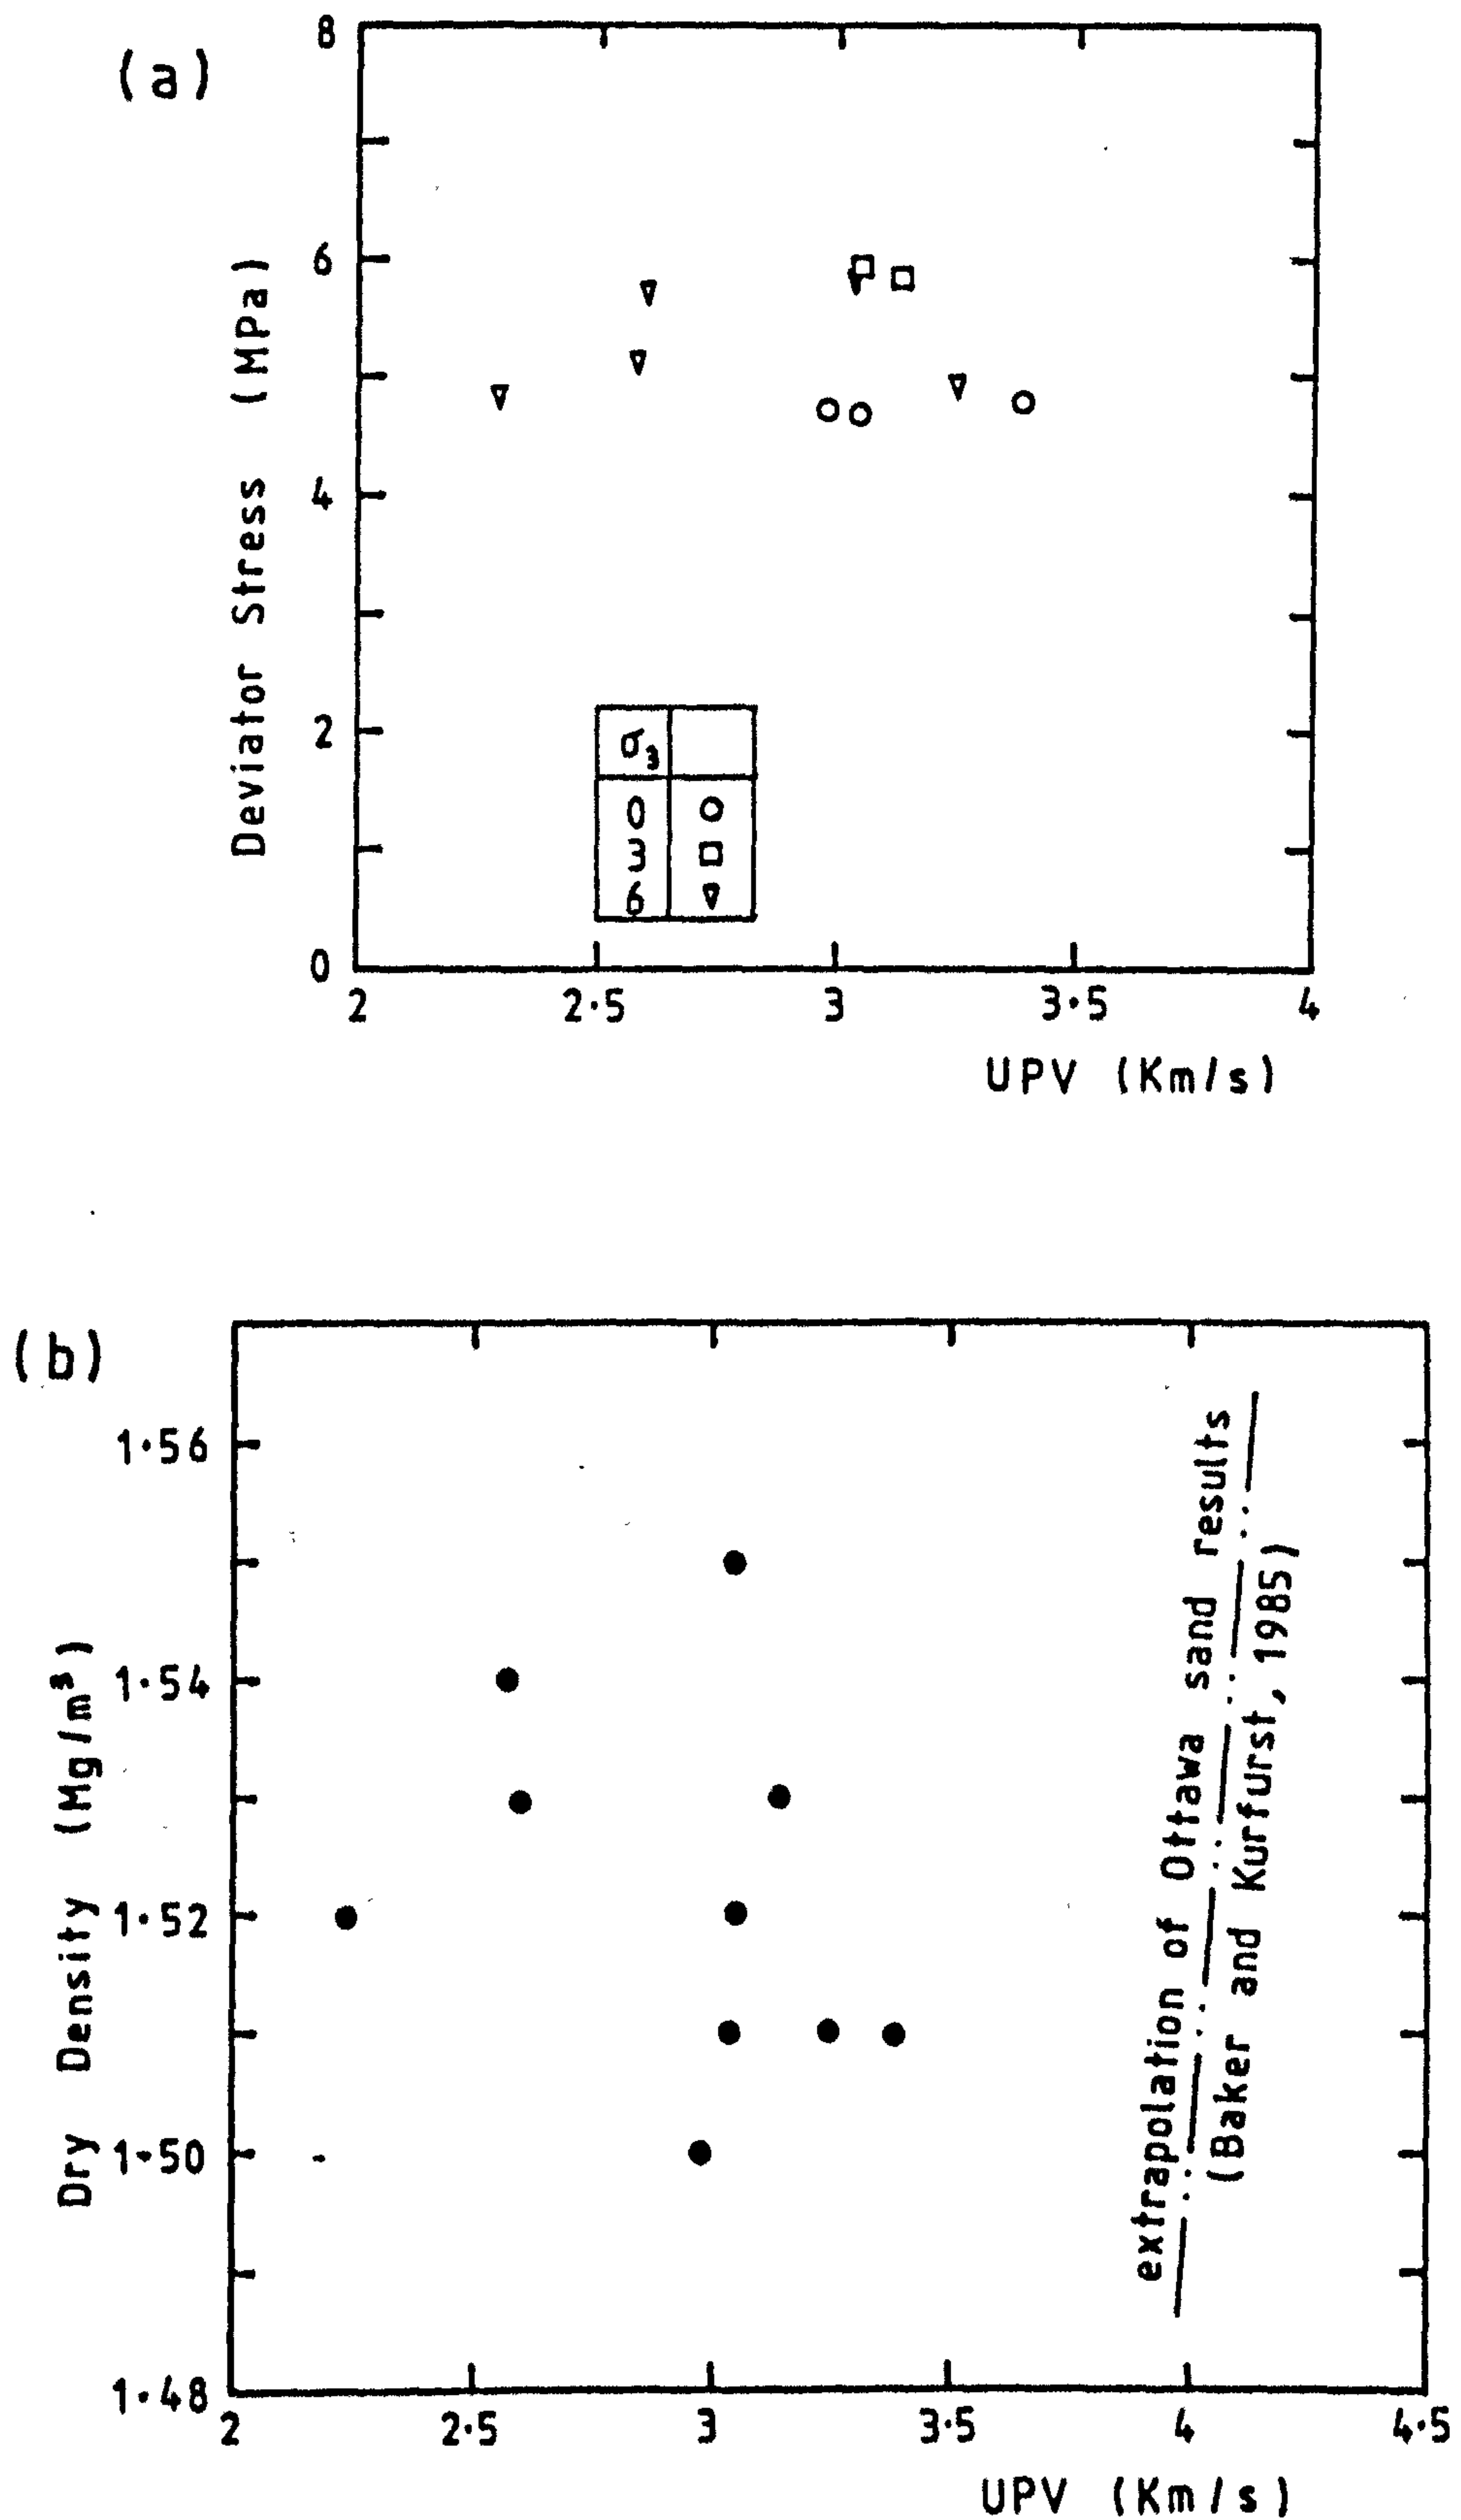 (a)
8
6
4
2
0
Deviator Stress (MPa)
σ₃
0
3
6
2 2·5 3 3·5 4
UPV (Km/s)
(b)
1·56
1·54
1·52
1·50
1·48
Dry Density (Mg/m³)
extrapolation of Ottawa sand results
(Baker and Kurfurst, 1985)
2 2·5 3 3·5 4 4·5
UPV (Km/s)